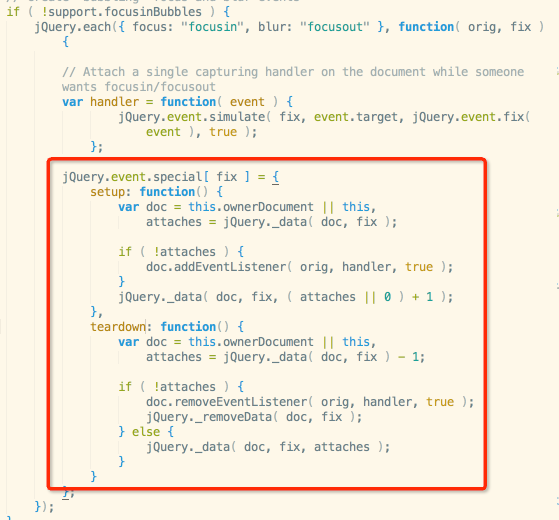 if ( !support.focusinBubbles ) {
jQuery.each({ focus: "focusin", blur: "focusout" }, function( orig, fix )
{
// Attach a single capturing handler on the document while someone
wants focusin/focusout
var handler = function( event ) {
jQuery.event.simulate( fix, event.target, jQuery.event.fix(
event ), true );
};
jQuery.event.special[ fix ] = {
setup: function() {
var doc = this.ownerDocument || this,
attaches = jQuery._data( doc, fix );
if ( !attaches ) {
doc.addEventListener( orig, handler, true );
}
jQuery._data( doc, fix, ( attaches || 0 ) + 1 );
},
teardown: function() {
var doc = this.ownerDocument || this,
attaches = jQuery._data( doc, fix ) - 1;
if ( !attaches ) {
doc.removeEventListener( orig, handler, true );
jQuery._removeData( doc, fix );
} else {
jQuery._data( doc, fix, attaches );
}
}
};
});